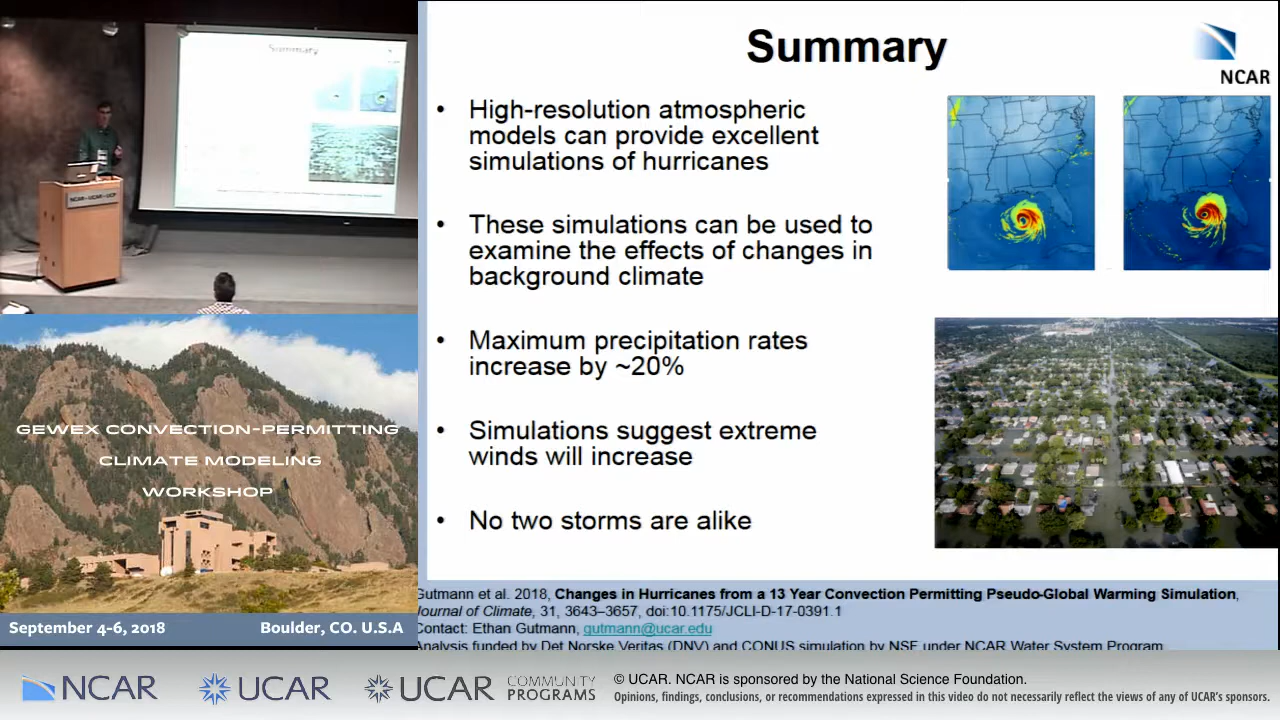 Summary
NCAR
• High-resolution atmospheric
models can provide excellent
simulations of hurricanes
• These simulations can be used to
examine the effects of changes in
background climate
• Maximum precipitation rates
increase by ~20%
• Simulations suggest extreme
winds will increase
• No two storms are alike
Gutmann et al. 2018, Changes in Hurricanes from a 13 Year Convection Permitting Pseudo-Global Warming Simulation,
Journal of Climate, 31, 3643–3657, doi:10.1175/JCLI-D-17-0391.1
Contact: Ethan Gutmann, gutmann@ucar.edu
Analysis funded by Det Norske Veritas (DNV) and CONUS simulation by NSF under NCAR Water System Program
Summary
NCAR–UCAR–UCP
GEWEX CONVECTION-PERMITTING
CLIMATE MODELING
WORKSHOP
September 4-6, 2018 Boulder, CO. U.S.A
NCAR UCAR UCAR COMMUNITY PROGRAMS
© UCAR. NCAR is sponsored by the National Science Foundation.
Opinions, findings, conclusions, or recommendations expressed in this video do not necessarily reflect the views of any of UCAR's sponsors.